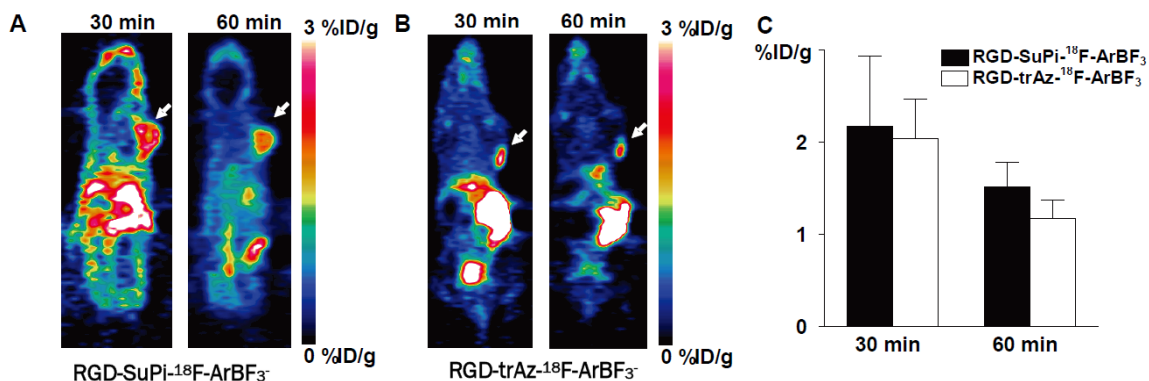 A
30 min 60 min
3 %ID/g
0 %ID/g
RGD-SuPi-¹⁸F-ArBF₃-
B
30 min 60 min
3 %ID/g
0 %ID/g
RGD-trAz-¹⁸F-ArBF₃-
C
%ID/g
RGD-SuPi-¹⁸F-ArBF₃
RGD-trAz-¹⁸F-ArBF₃
2
1
0
30 min 60 min